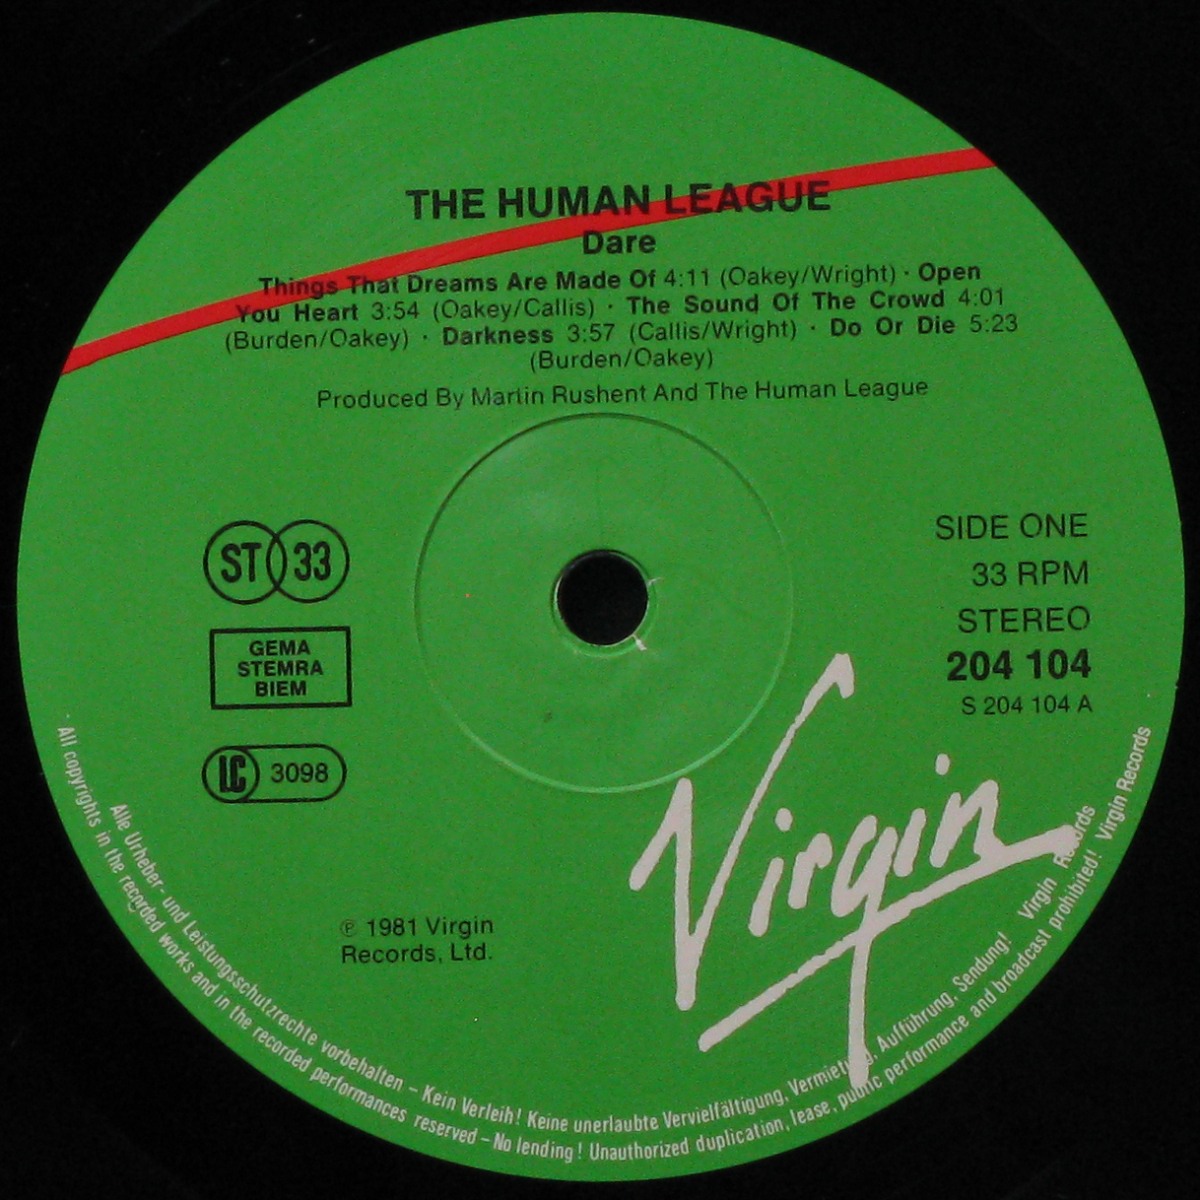 THE HUMAN LEAGUE
Dare
Things That Dreams Are Made Of 4:11 (Oakey/Wright) · Open
You Heart 3:54 (Oakey/Callis) · The Sound Of The Crowd 4:01
(Burden/Oakey) · Darkness 3:57 (Callis/Wright) · Do Or Die 5:23
(Burden/Oakey)
Produced By Martin Rushent And The Human League
ST 33
GEMA
STEMRA
BIEM
LC 3098
SIDE ONE
33 RPM
STEREO
204 104
S 204 104 A
Virgin
℗ 1981 Virgin
Records, Ltd.
Alle Urheber- und Leistungsschutzrechte vorbehalten – Kein Verleih! Keine unerlaubte Vervielfältigung, Vermietung, Aufführung, Sendung! Virgin Records
All copyrights in the recorded works and in the recorded performances reserved – No lending! Unauthorized duplication, lease, public performance and broadcast prohibited! Virgin Records